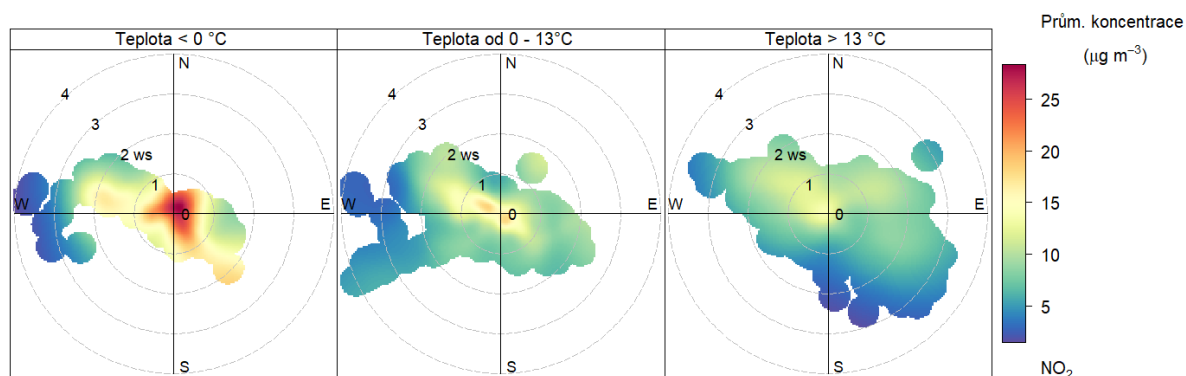 Teplota < 0 °C
Teplota od 0 - 13°C
Teplota > 13 °C
N
4
3
2 ws
1
0
W
E
S
N
4
3
2 ws
1
0
W
E
S
N
4
3
2 ws
1
0
W
E
S
Prům. koncentrace
(μg m⁻³)
25
20
15
10
5
NO₂